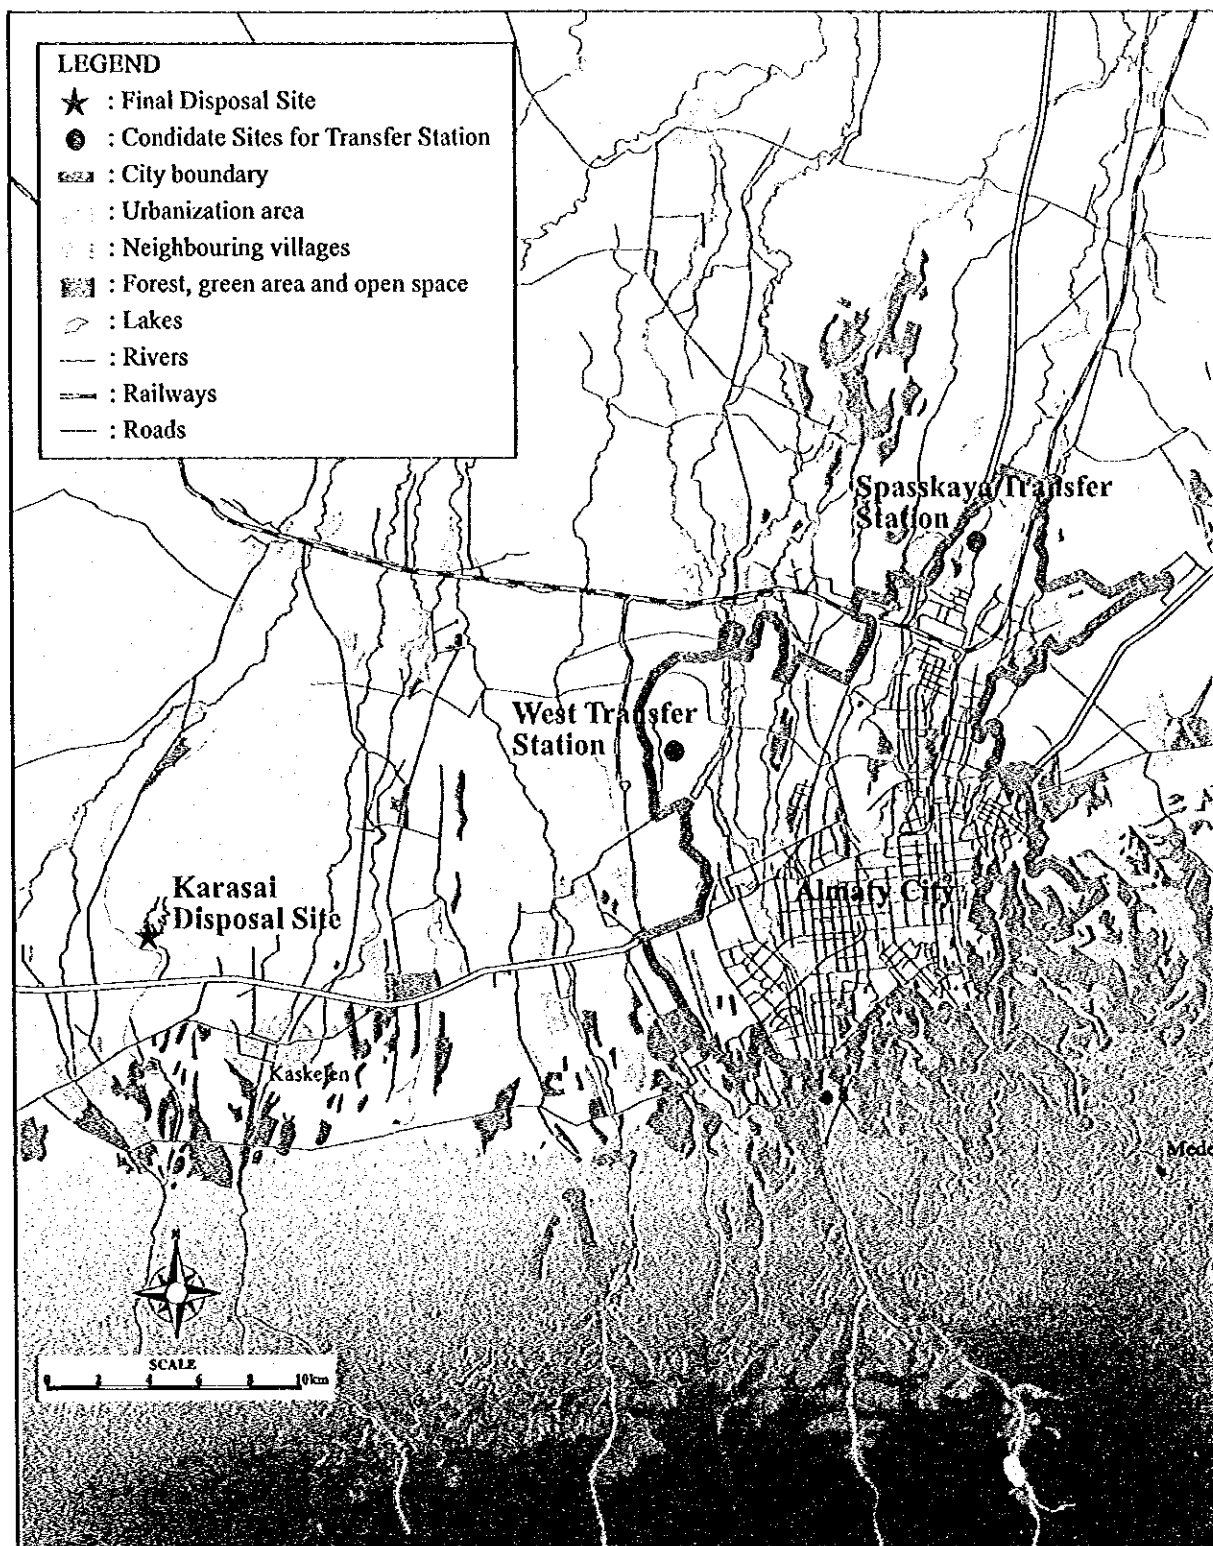 LEGEND
: Final Disposal Site
: Condidate Sites for Transfer Station
: City boundary
: Urbanization area
: Neighbouring villages
: Forest, green area and open space
: Lakes
: Rivers
: Railways
: Roads
Spasskaya Transfer
Station
West Transfer
Station
Karasai
Disposal Site
Almaty City
Kaskelen
Mede
N
SCALE
0 2 4 6 8 10km